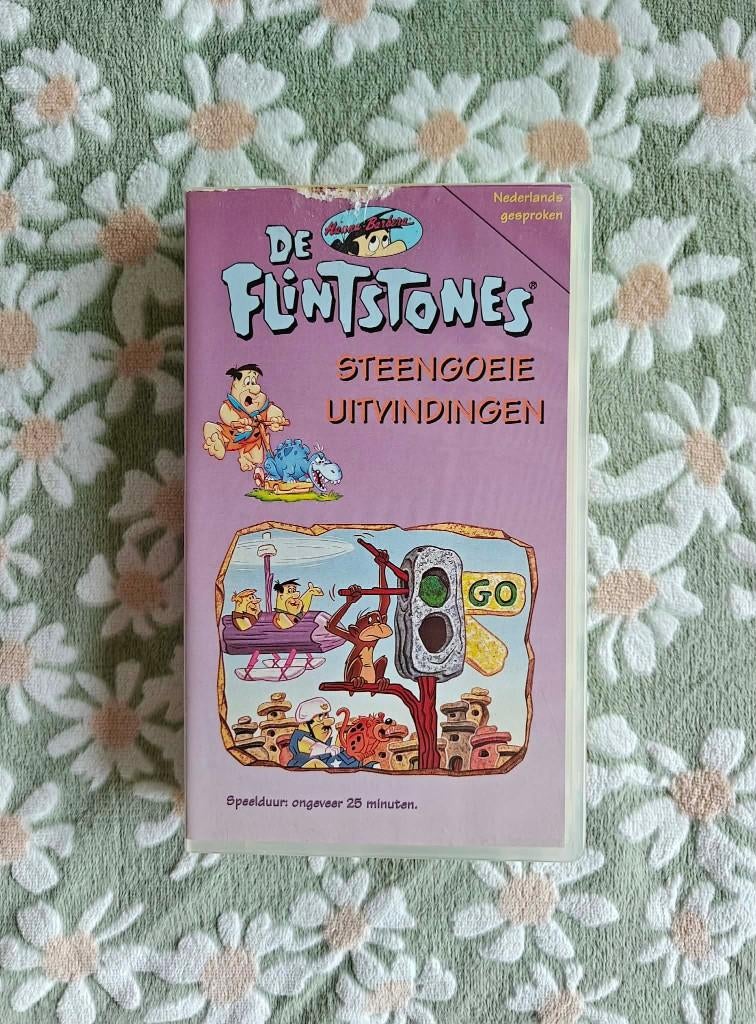 Nederlands
gesproken
Hanna-Barbera
DE
FLINTSTONES®
STEENGOEIE
UITVINDINGEN
GO
Speelduur: ongeveer 25 minuten.